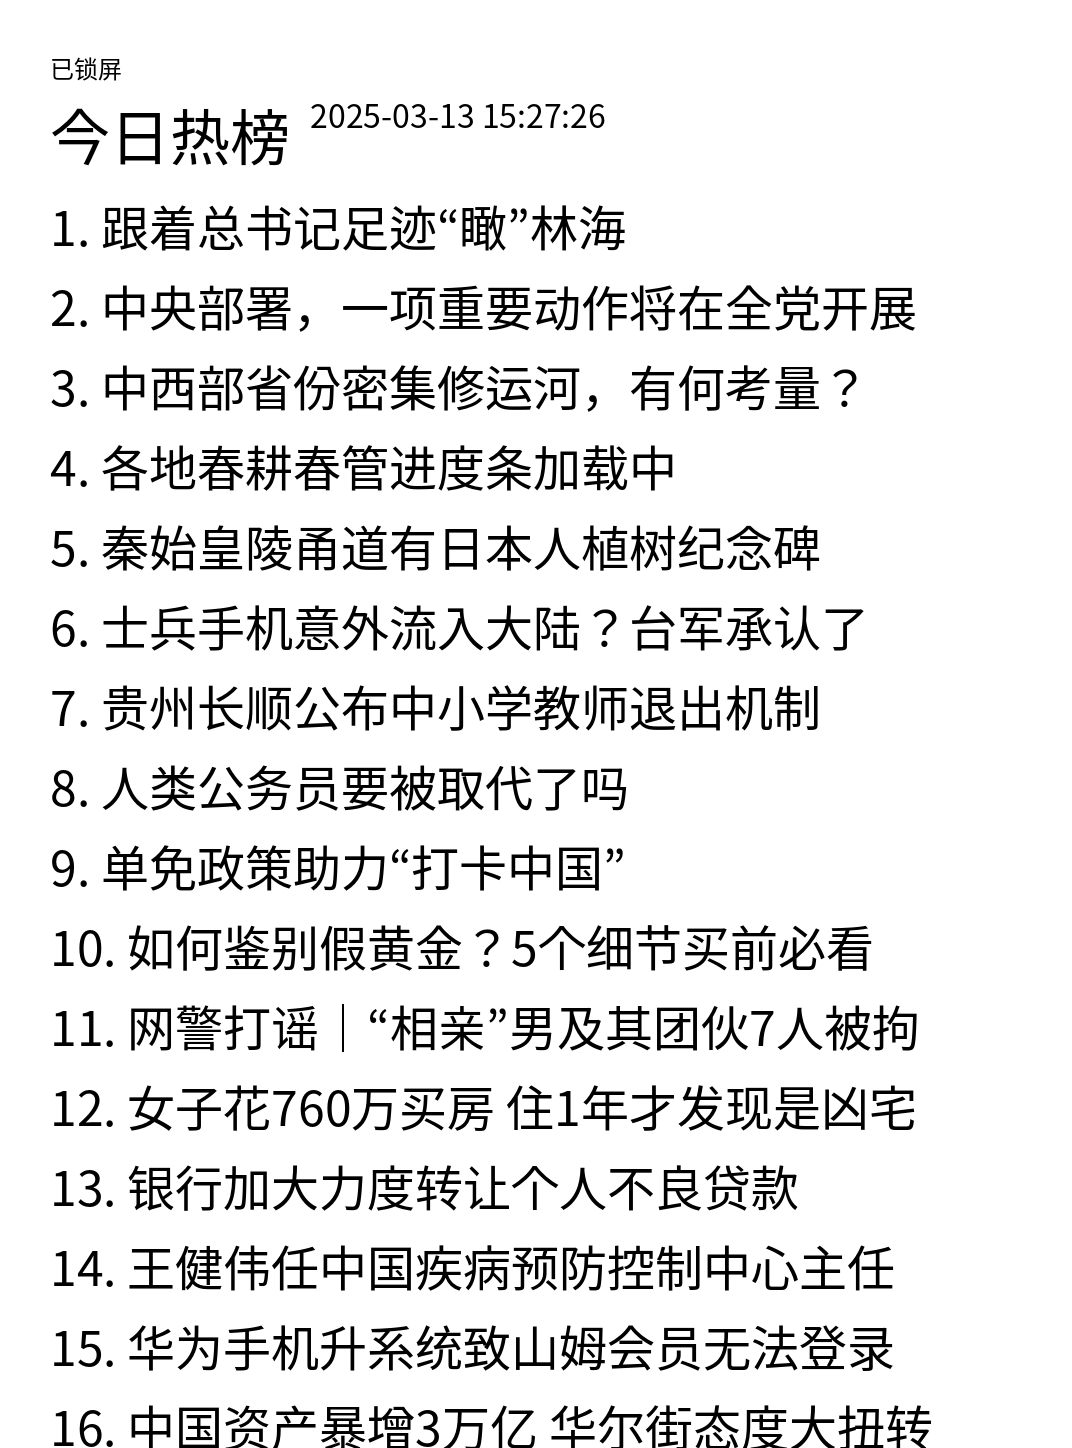 已锁屏
今日热榜 2025-03-13 15:27:26
1. 跟着总书记足迹“瞰”林海
2. 中央部署，一项重要动作将在全党开展
3. 中西部省份密集修运河，有何考量？
4. 各地春耕春管进度条加载中
5. 秦始皇陵甬道有日本人植树纪念碑
6. 士兵手机意外流入大陆？台军承认了
7. 贵州长顺公布中小学教师退出机制
8. 人类公务员要被取代了吗
9. 单免政策助力“打卡中国”
10. 如何鉴别假黄金？5个细节买前必看
11. 网警打谣｜“相亲”男及其团伙7人被拘
12. 女子花760万买房 住1年才发现是凶宅
13. 银行加大力度转让个人不良贷款
14. 王健伟任中国疾病预防控制中心主任
15. 华为手机升系统致山姆会员无法登录
16. 中国资产暴增3万亿 华尔街态度大扭转